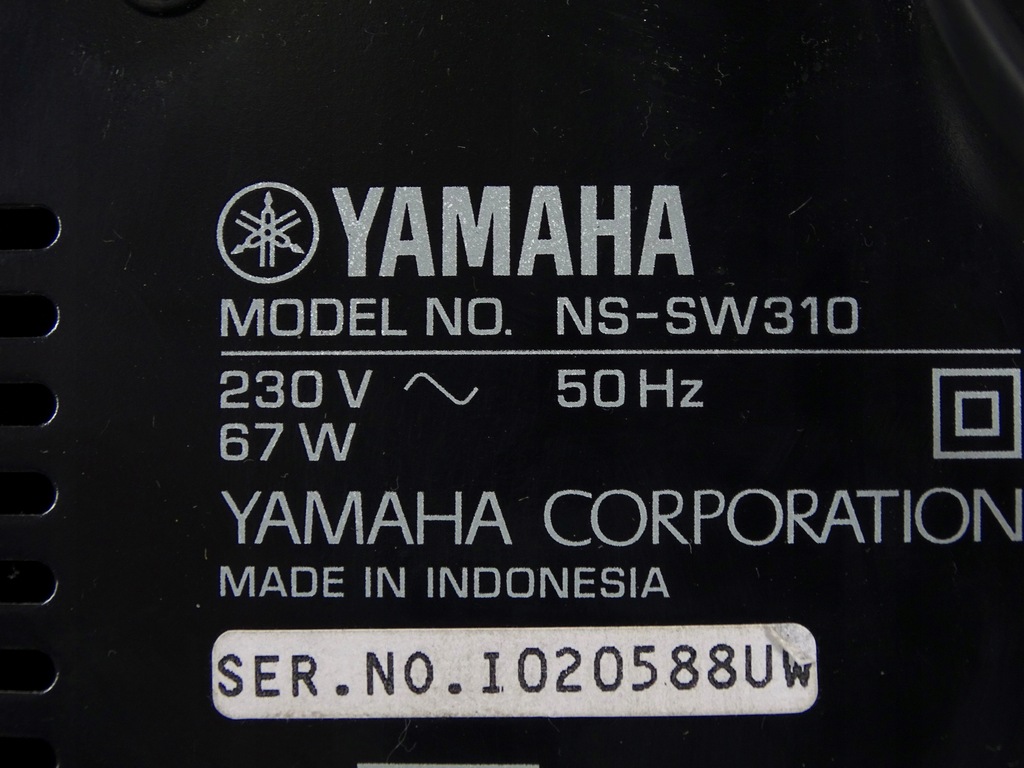 YAMAHA
MODEL NO. NS-SW310
230 V ~ 50 Hz
67 W
YAMAHA CORPORATION
MADE IN INDONESIA
SER.NO.I020588UW